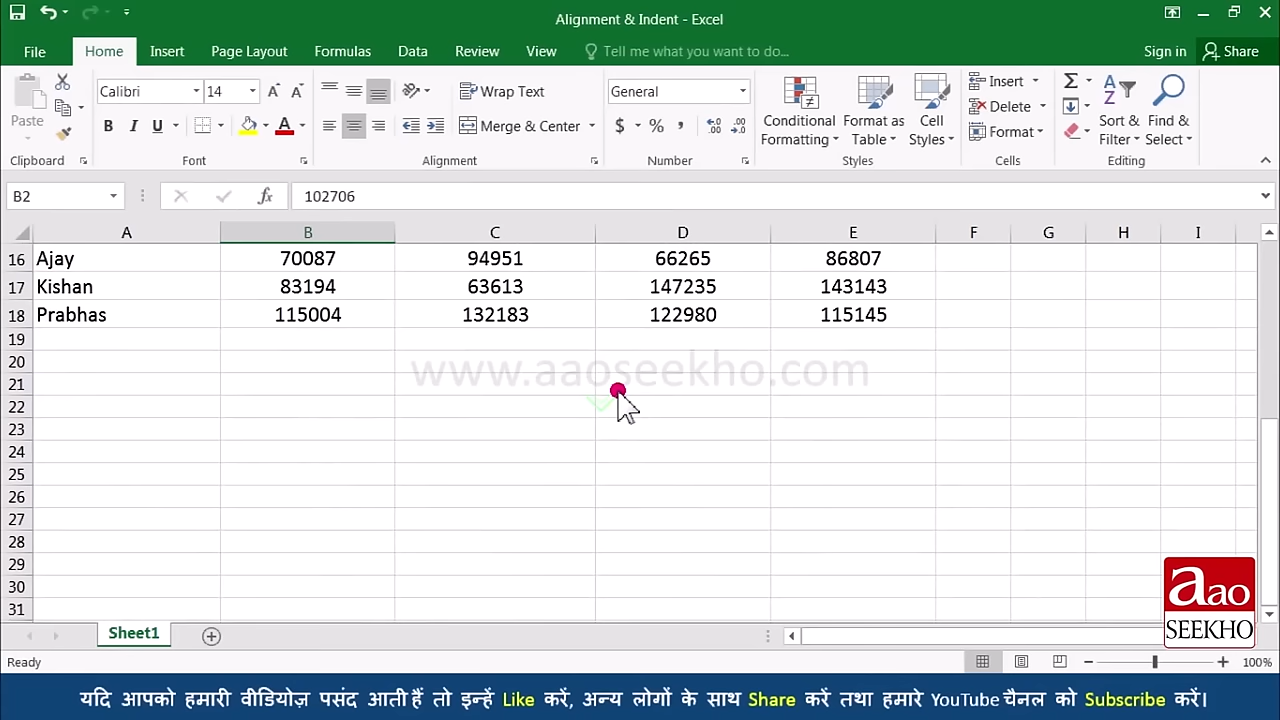 Alignment & Indent - Excel
File Home Insert Page Layout Formulas Data Review View Tell me what you want to do... Sign in Share
Calibri 14 Wrap Text General Insert
Paste B I U Merge & Center $ % , Conditional Formatting Format as Table Cell Styles Delete Format Sort & Filter Find & Select
Clipboard Font Alignment Number Styles Cells Editing
B2 fx 102706
A B C D E F G H I
16 Ajay 70087 94951 66265 86807
17 Kishan 83194 63613 147235 143143
18 Prabhas 115004 132183 122980 115145
19
20
www.aaoseekho.com
21
22
23
24
25
26
27
28
29
30
31
aao
SEEKHO
Sheet1
Ready 100%
यदि आपको हमारी वीडियोज़ पसंद आती हैं तो इन्हें Like करें, अन्य लोगों के साथ Share करें तथा हमारे YouTube चैनल को Subscribe करें।